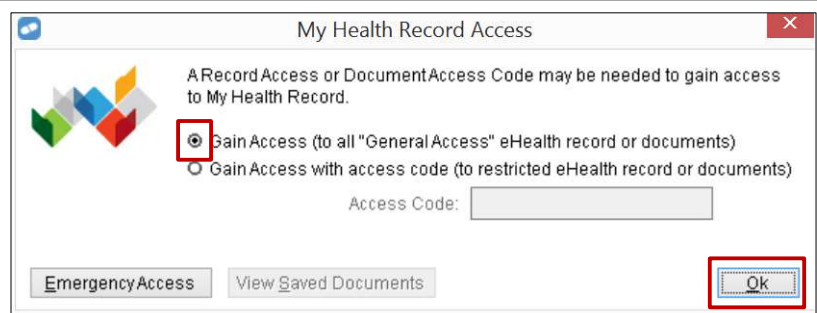 My Health Record Access
A Record Access or Document Access Code may be needed to gain access
to My Health Record.
Gain Access (to all "General Access" eHealth record or documents)
Gain Access with access code (to restricted eHealth record or documents)
Access Code:
Emergency Access
View Saved Documents
Ok